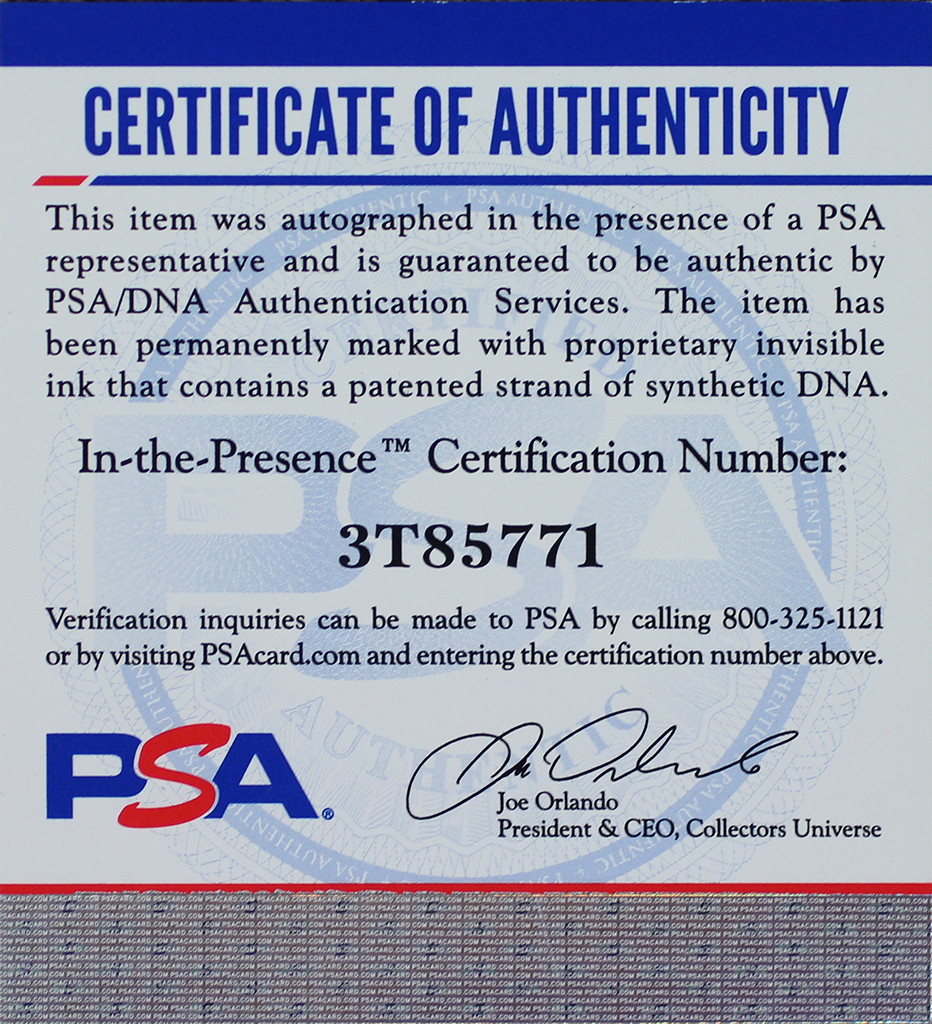 CERTIFICATE OF AUTHENTICITY
This item was autographed in the presence of a PSA
representative and is guaranteed to be authentic by
PSA/DNA Authentication Services. The item has
been permanently marked with proprietary invisible
ink that contains a patented strand of synthetic DNA.
In-the-Presence™ Certification Number:
3T85771
Verification inquiries can be made to PSA by calling 800-325-1121
or by visiting PSAcard.com and entering the certification number above.
PSA®
Joe Orlando
President & CEO, Collectors Universe
CERTIFIED
PSA
AUTHENTIC